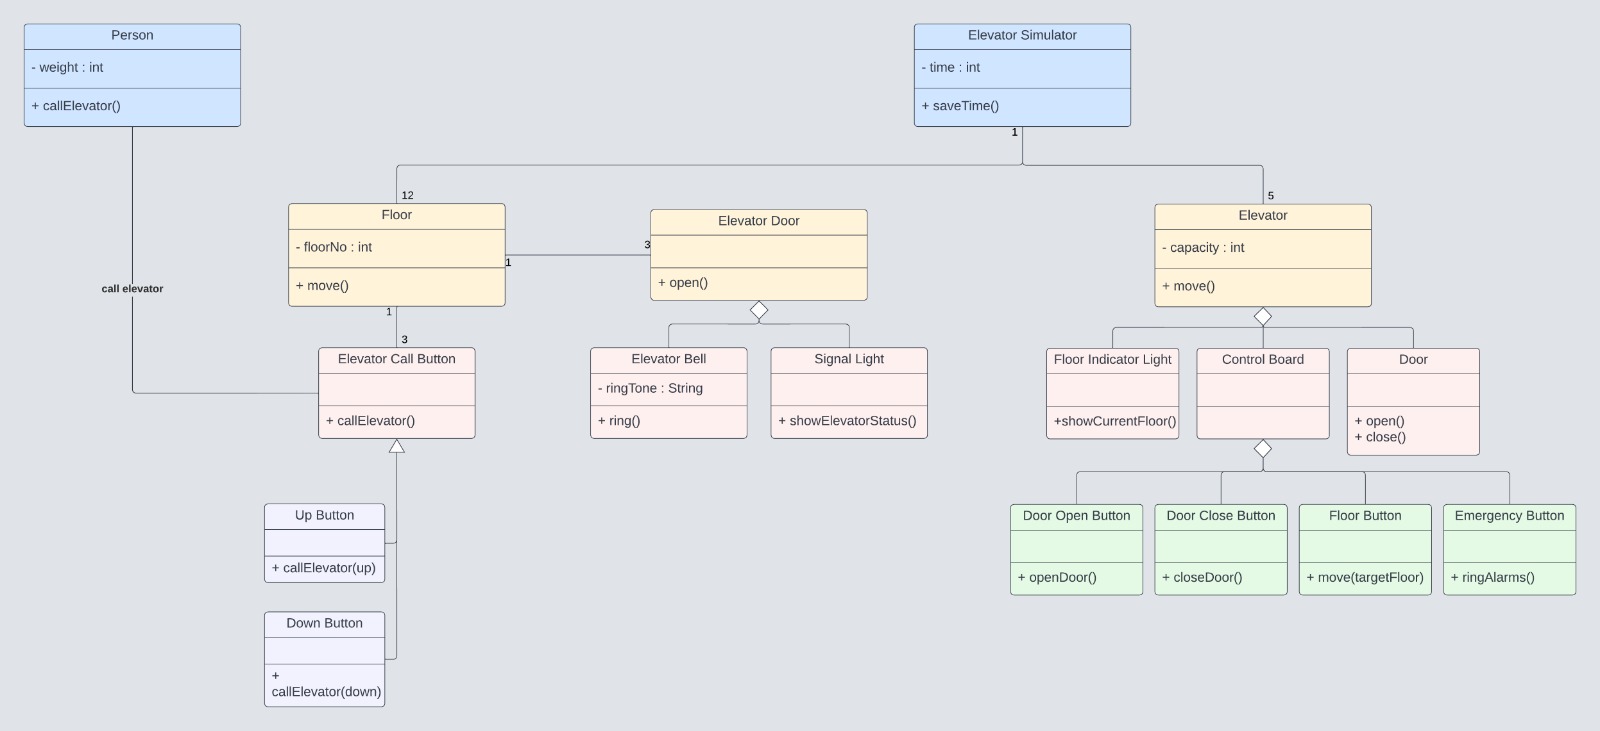 Person
- weight : int
+ callElevator()
Elevator Simulator
- time : int
+ saveTime()
1
12
5
Floor
- floorNo : int
+ move()
1
3
Elevator Door
+ open()
Elevator
- capacity : int
+ move()
call elevator
1
3
Elevator Call Button
+ callElevator()
Elevator Bell
- ringTone : String
+ ring()
Signal Light
+ showElevatorStatus()
Floor Indicator Light
+showCurrentFloor()
Control Board
Door
+ open()
+ close()
Up Button
+ callElevator(up)
Down Button
+
callElevator(down)
Door Open Button
+ openDoor()
Door Close Button
+ closeDoor()
Floor Button
+ move(targetFloor)
Emergency Button
+ ringAlarms()